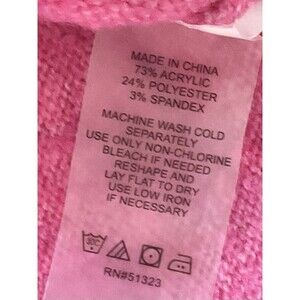 MADE IN CHINA
73% ACRYLIC
24% POLYESTER
3% SPANDEX
MACHINE WASH COLD
SEPARATELY
USE ONLY NON-CHLORINE
BLEACH IF NEEDED
RESHAPE AND
LAY FLAT TO DRY
USE LOW IRON
IF NECESSARY
30C
RN#51323